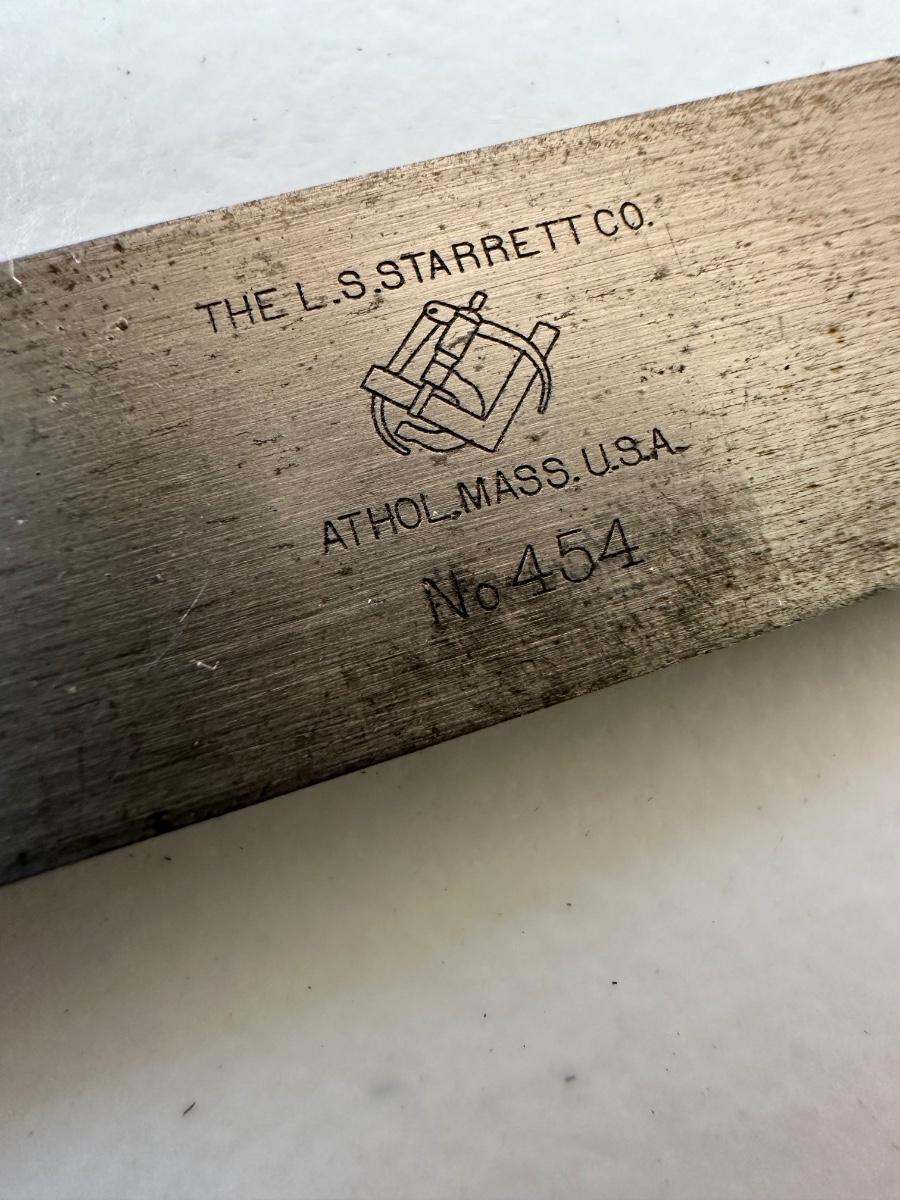 THE L.S.STARRETT CO.
ATHOL.MASS.U.S.A.
No 454